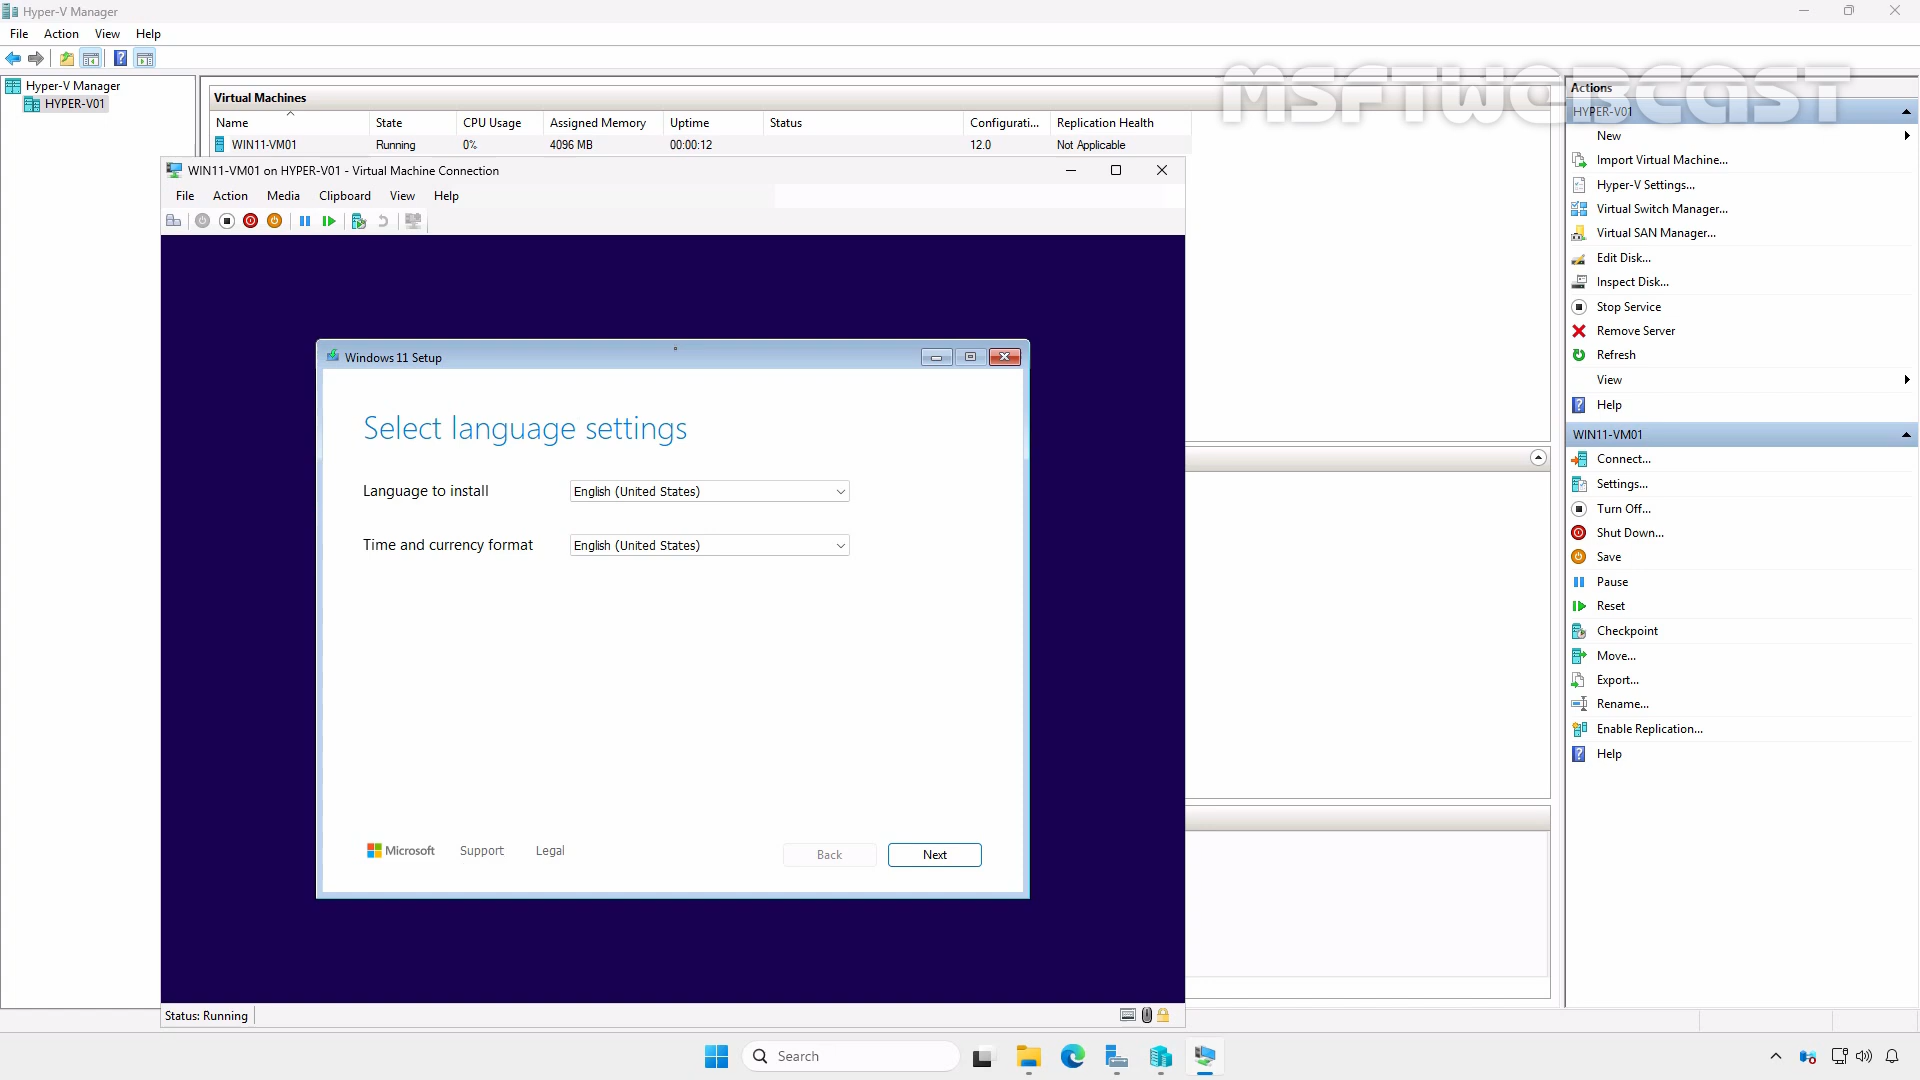 Hyper-V Manager
File Action View Help
Hyper-V Manager
HYPER-V01
Virtual Machines
Name State CPU Usage Assigned Memory Uptime Status Configurati... Replication Health
WIN11-VM01 Running 0% 4096 MB 00:00:12 12.0 Not Applicable
MSFTWEBCAST
WIN11-VM01 on HYPER-V01 - Virtual Machine Connection
File Action Media Clipboard View Help
Windows 11 Setup
Select language settings
Language to install English (United States)
Time and currency format English (United States)
Microsoft Support Legal Back Next
Status: Running
Actions
HYPER-V01
New
Import Virtual Machine...
Hyper-V Settings...
Virtual Switch Manager...
Virtual SAN Manager...
Edit Disk...
Inspect Disk...
Stop Service
Remove Server
Refresh
View
Help
WIN11-VM01
Connect...
Settings...
Turn Off...
Shut Down...
Save
Pause
Reset
Checkpoint
Move...
Export...
Rename...
Enable Replication...
Help
Search